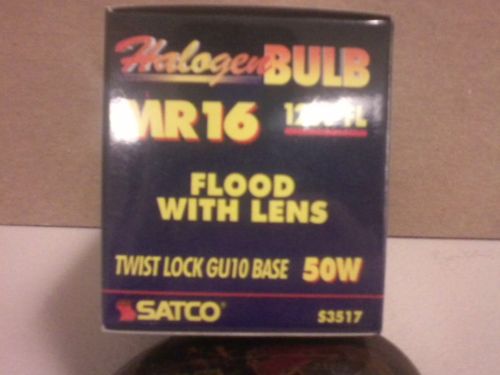 Halogen BULB
MR16
FLOOD
WITH LENS
TWIST LOCK GU10 BASE 50W
SATCO®
S3517